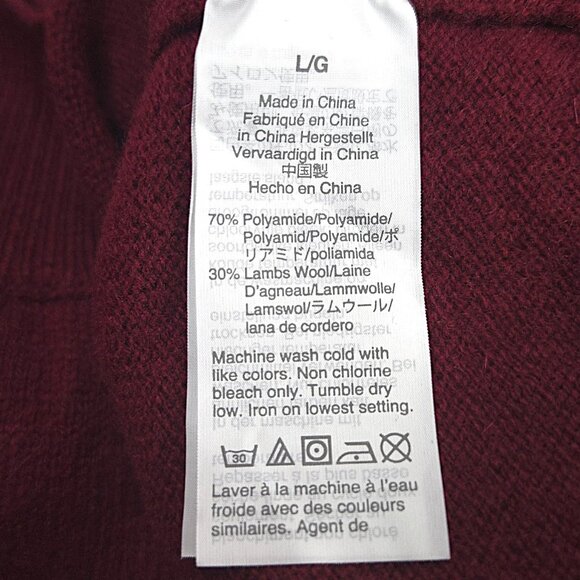 L/G
Made in China
Fabriqué en Chine
in China Hergestellt
Vervaardigd in China
中国製
Hecho en China
70% Polyamide/Polyamide/
Polyamid/Polyamide/ポ
リアミド/poliamida
30% Lambs Wool/Laine
D'agneau/Lammwolle/
Lamswol/ラムウール/
lana de cordero
Machine wash cold with
like colors. Non chlorine
bleach only. Tumble dry
low. Iron on lowest setting.
30
Laver à la machine à l'eau
froide avec des couleurs
similaires. Agent de